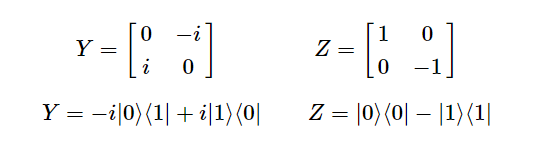 Y = [0 −i; i 0] Z = [1 0; 0 −1]
Y = −i|0⟩⟨1| + i|1⟩⟨0| Z = |0⟩⟨0| − |1⟩⟨1|